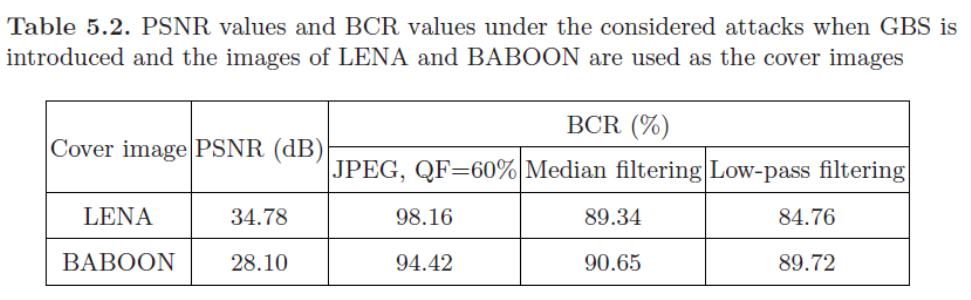 Table 5.2. PSNR values and BCR values under the considered attacks when GBS is
introduced and the images of LENA and BABOON are used as the cover images
Cover image PSNR (dB) BCR (%)
JPEG, QF=60% Median filtering Low-pass filtering
LENA 34.78 98.16 89.34 84.76
BABOON 28.10 94.42 90.65 89.72